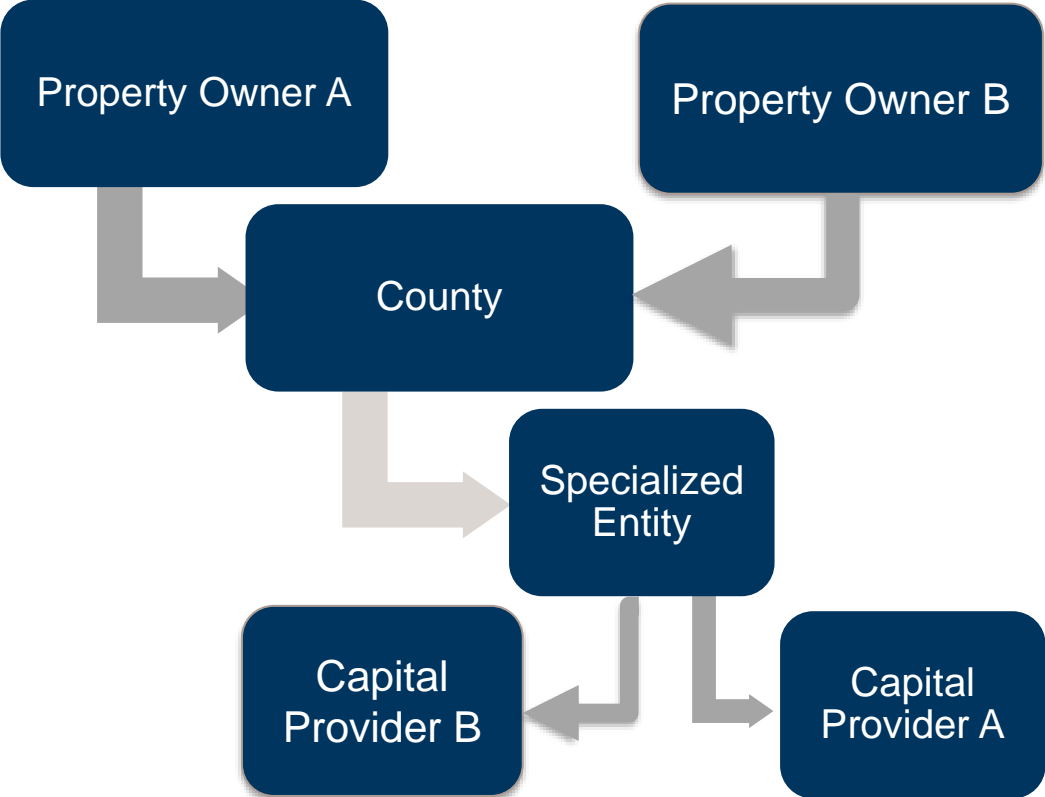 Property Owner A
Property Owner B
County
Specialized
Entity
Capital
Provider B
Capital
Provider A